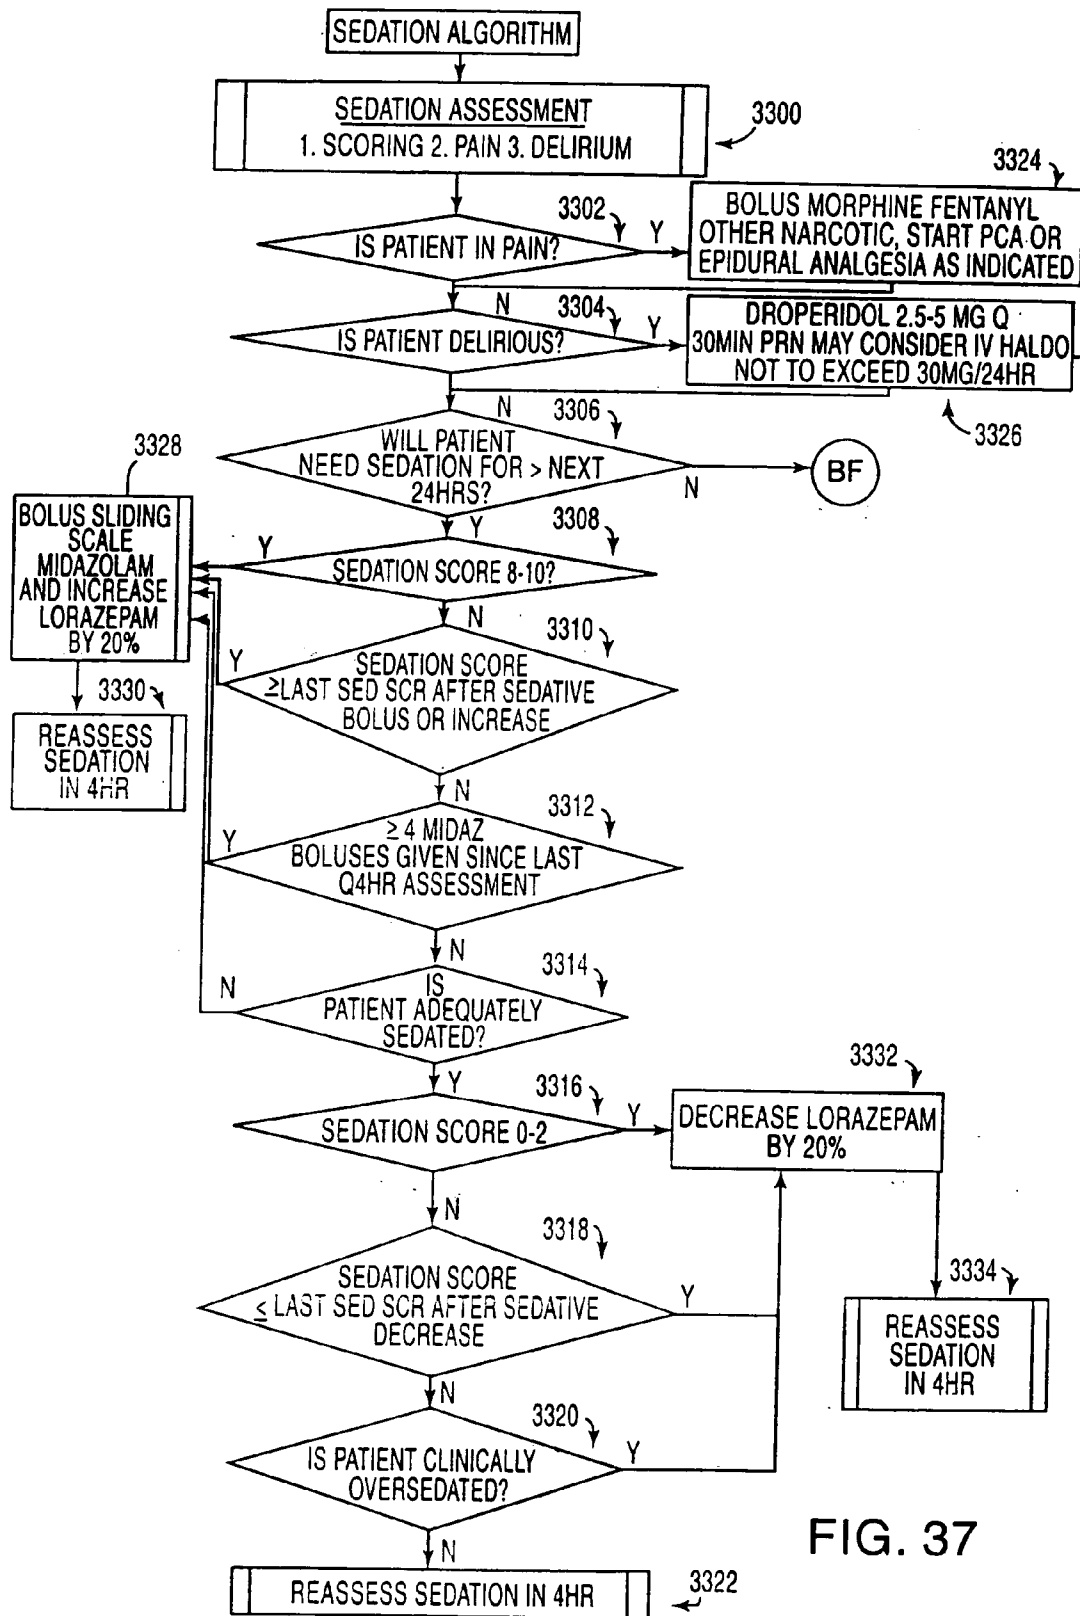 SEDATION ALGORITHM
SEDATION ASSESSMENT
1. SCORING 2. PAIN 3. DELIRIUM
3300
3302
IS PATIENT IN PAIN?
Y
N
3324
BOLUS MORPHINE FENTANYL
OTHER NARCOTIC, START PCA OR
EPIDURAL ANALGESIA AS INDICATED
3304
IS PATIENT DELIRIOUS?
Y
N
DROPERIDOL 2.5-5 MG Q
30MIN PRN MAY CONSIDER IV HALDO
NOT TO EXCEED 30MG/24HR
3326
3306
WILL PATIENT
NEED SEDATION FOR > NEXT
24HRS?
N
BF
Y
3328
BOLUS SLIDING
SCALE
MIDAZOLAM
AND INCREASE
LORAZEPAM
BY 20%
3330
REASSESS
SEDATION
IN 4HR
3308
Y
SEDATION SCORE 8-10?
N
3310
Y
SEDATION SCORE
≥LAST SED SCR AFTER SEDATIVE
BOLUS OR INCREASE
N
3312
Y
≥ 4 MIDAZ
BOLUSES GIVEN SINCE LAST
Q4HR ASSESSMENT
N
3314
N
IS
PATIENT ADEQUATELY
SEDATED?
Y
3316
SEDATION SCORE 0-2
Y
N
3332
DECREASE LORAZEPAM
BY 20%
3318
SEDATION SCORE
≤ LAST SED SCR AFTER SEDATIVE
DECREASE
Y
N
3334
REASSESS
SEDATION
IN 4HR
3320
IS PATIENT CLINICALLY
OVERSEDATED?
Y
N
REASSESS SEDATION IN 4HR
3322
FIG. 37